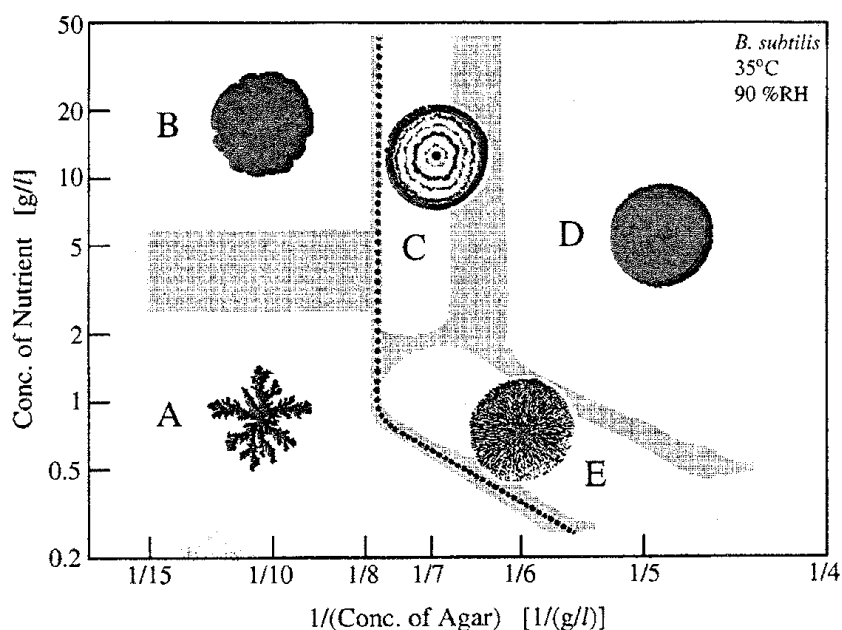 50
20
10
5
2
1
0.5
0.2
Conc. of Nutrient [g/l]
B. subtilis
35°C
90 %RH
B
C
D
A
E
1/15 1/10 1/8 1/7 1/6 1/5 1/4
1/(Conc. of Agar) [1/(g/l)]